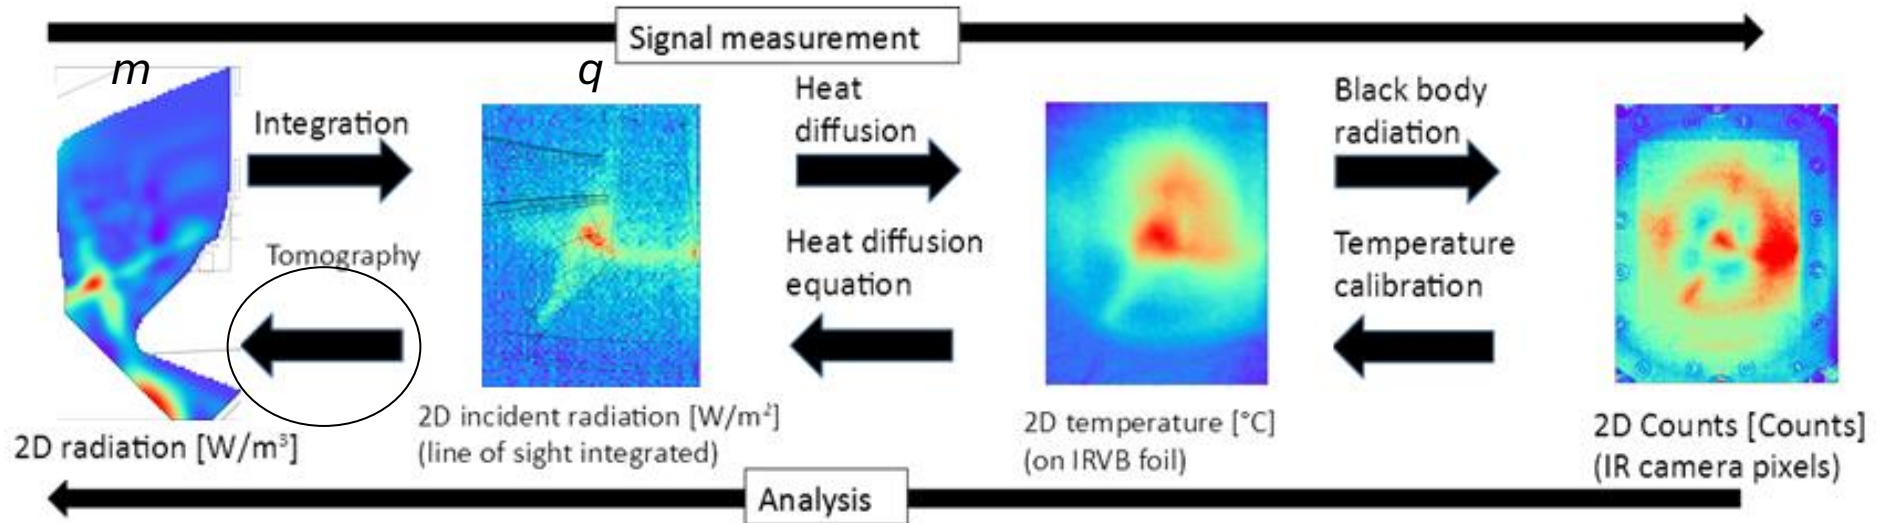 Signal measurement
m
q
Integration
Heat
diffusion
Black body
radiation
Tomography
Heat diffusion
equation
Temperature
calibration
2D radiation [W/m³]
2D incident radiation [W/m²]
(line of sight integrated)
2D temperature [°C]
(on IRVB foil)
2D Counts [Counts]
(IR camera pixels)
Analysis